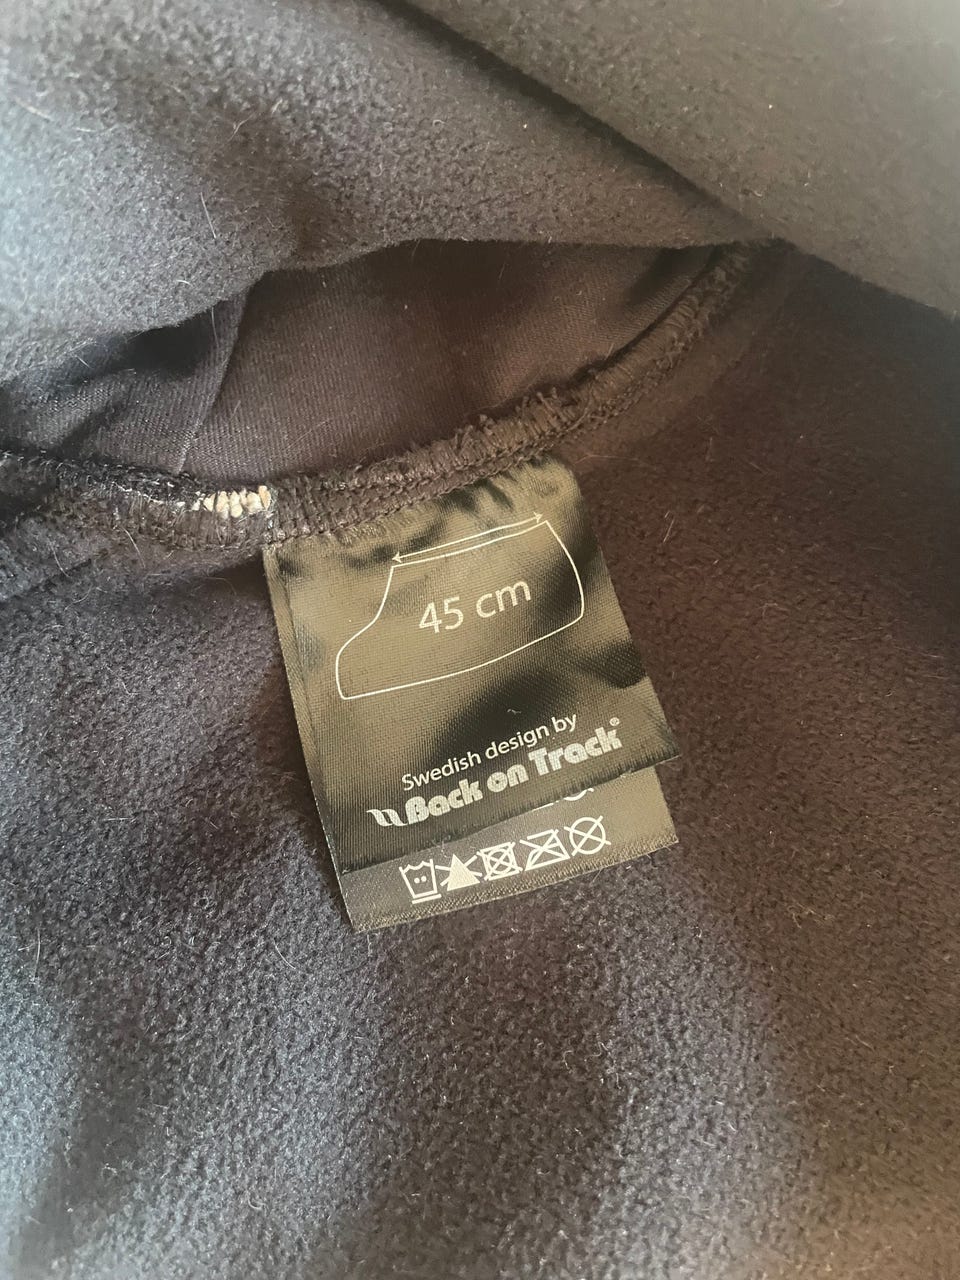 45 cm
Swedish design by
Back on Track®